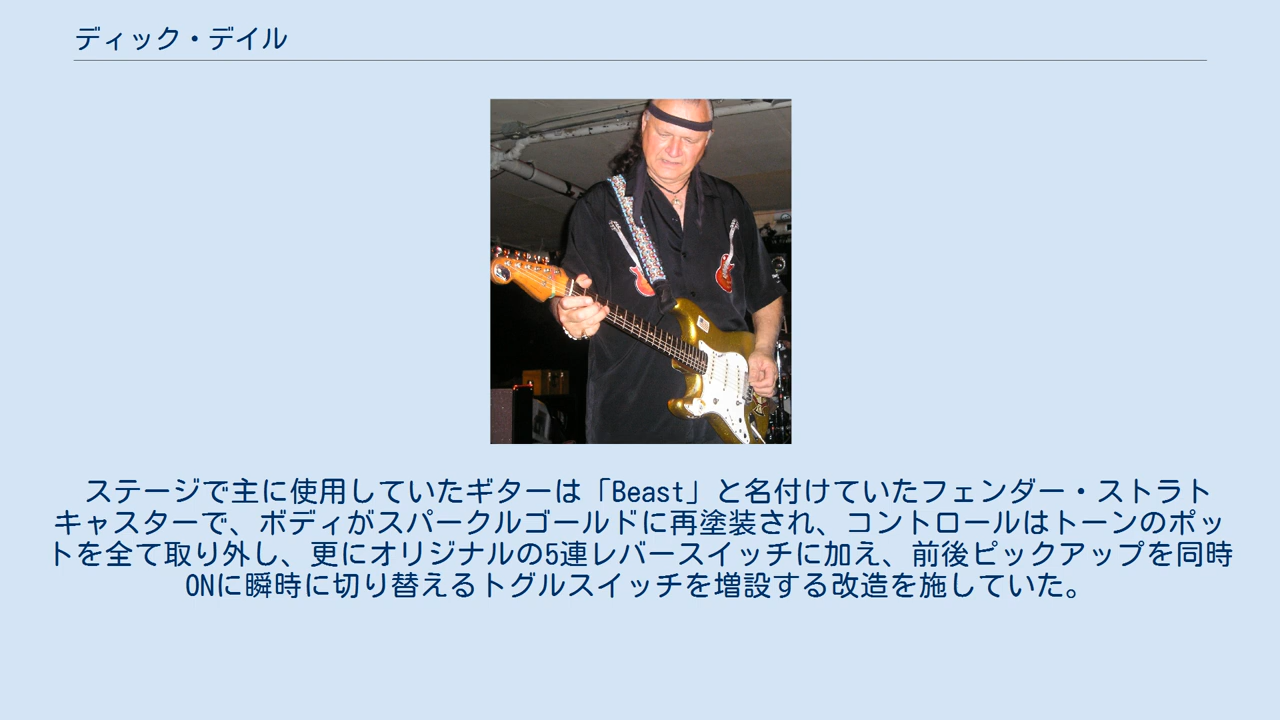 ディック・デイル
ステージで主に使用していたギターは「Beast」と名付けていたフェンダー・ストラト
キャスターで、ボディがスパークルゴールドに再塗装され、コントロールはトーンのポッ
トを全て取り外し、更にオリジナルの5連レバースイッチに加え、前後ピックアップを同時
ONに瞬時に切り替えるトグルスイッチを増設する改造を施していた。